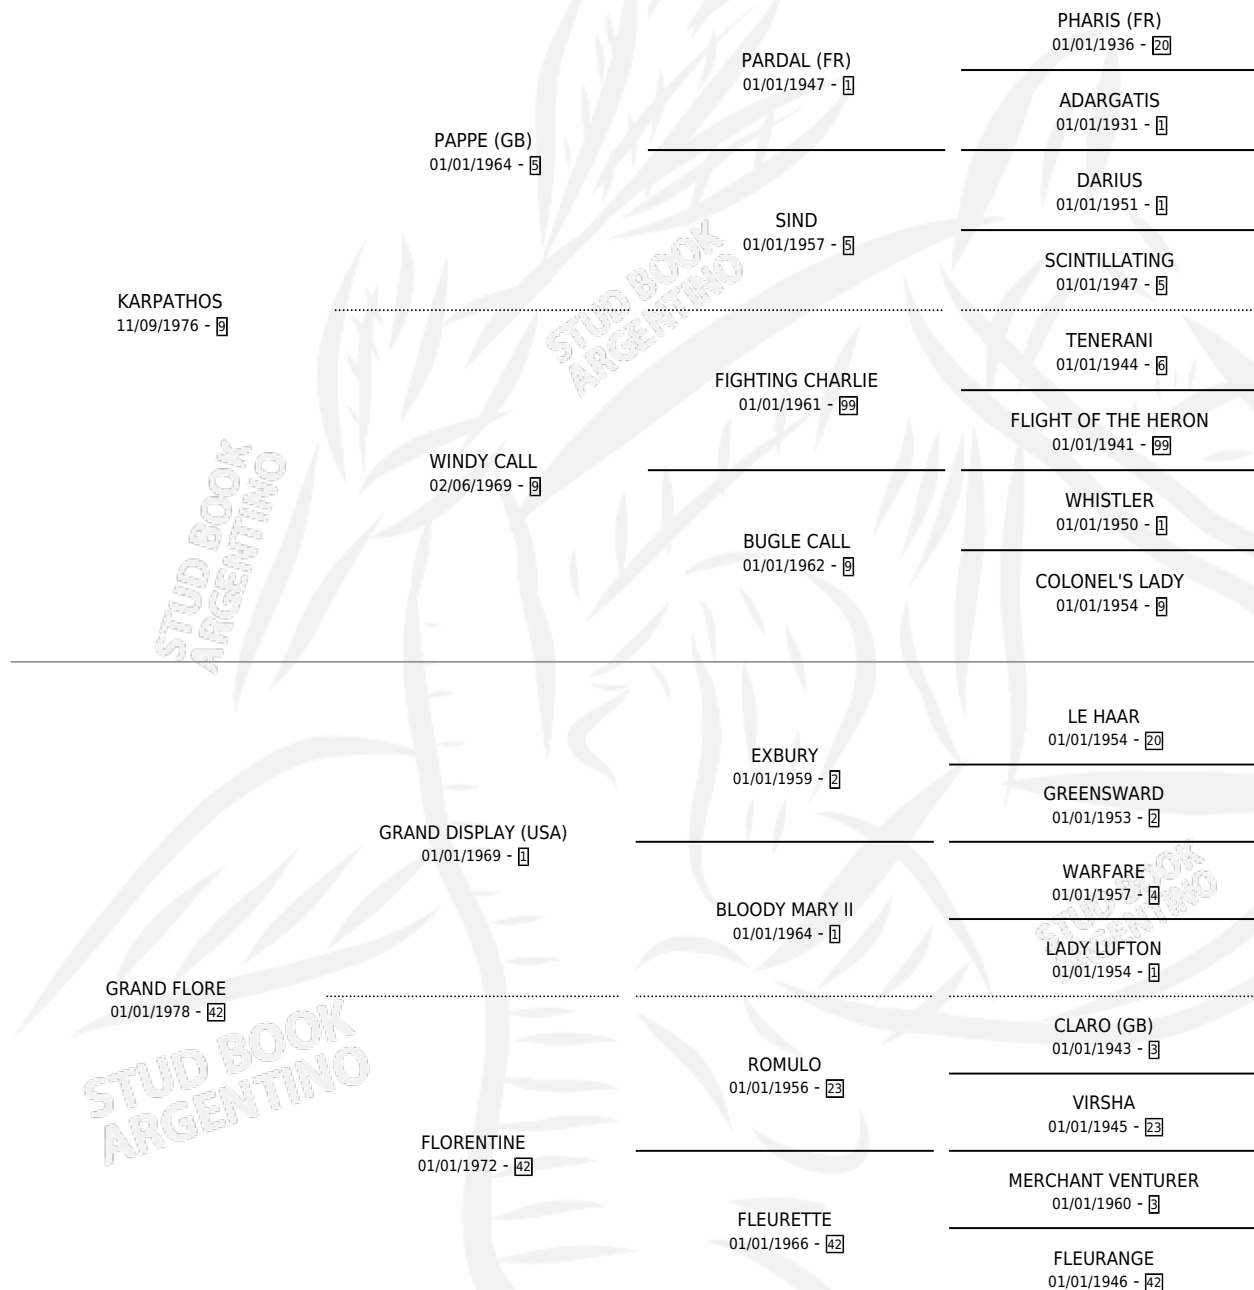 PHARIS (FR)
01/01/1936 - 20
PARDAL (FR)
01/01/1947 - 1
ADARGATIS
01/01/1931 - 1
PAPPE (GB)
01/01/1964 - 5
DARIUS
01/01/1951 - 1
SIND
01/01/1957 - 5
SCINTILLATING
01/01/1947 - 5
KARPATHOS
11/09/1976 - 9
TENERANI
01/01/1944 - 6
FIGHTING CHARLIE
01/01/1961 - 99
FLIGHT OF THE HERON
01/01/1941 - 99
WINDY CALL
02/06/1969 - 9
WHISTLER
01/01/1950 - 1
BUGLE CALL
01/01/1962 - 9
COLONEL'S LADY
01/01/1954 - 9
LE HAAR
01/01/1954 - 20
EXBURY
01/01/1959 - 2
GREENSWARD
01/01/1953 - 2
GRAND DISPLAY (USA)
01/01/1969 - 1
WARFARE
01/01/1957 - 4
BLOODY MARY II
01/01/1964 - 1
LADY LUFTON
01/01/1954 - 1
GRAND FLORE
01/01/1978 - 42
CLARO (GB)
01/01/1943 - 3
ROMULO
01/01/1956 - 23
VIRSHA
01/01/1945 - 23
FLORENTINE
01/01/1972 - 42
MERCHANT VENTURER
01/01/1960 - 3
FLEURETTE
01/01/1966 - 42
FLEURANGE
01/01/1946 - 42
STUD BOOK
ARGENTINO
STUD BOOK
ARGENTINO
STUD BOOK
ARGENTINO
STUD BOOK
ARGENTINO